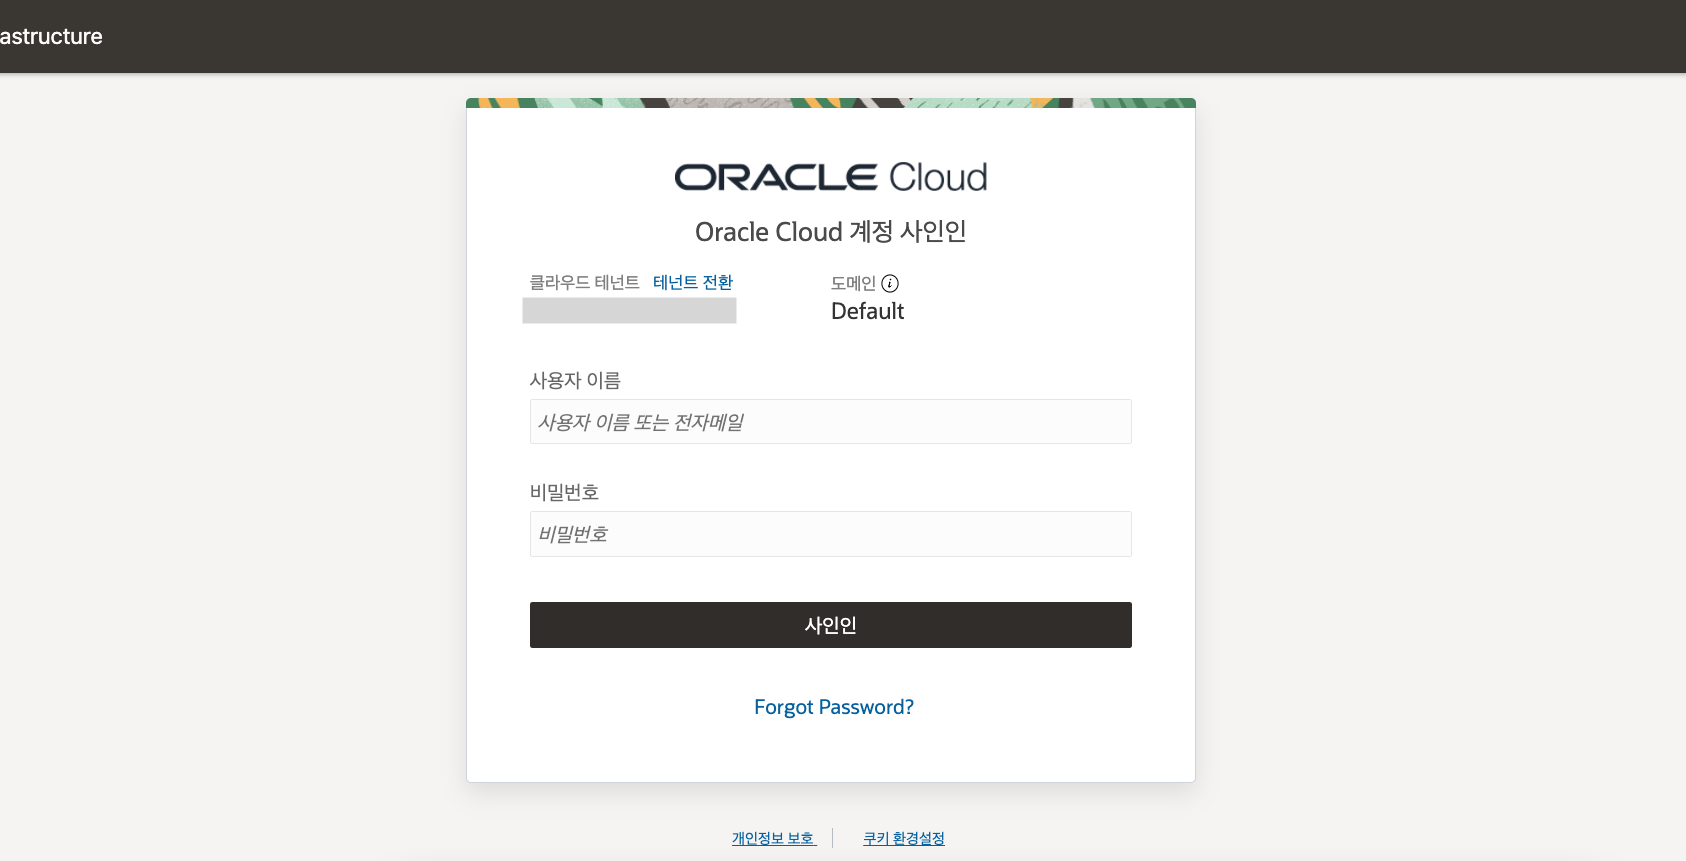 astructure
ORACLE Cloud
Oracle Cloud 계정 사인인
클라우드 테넌트 테넌트 전환
도메인
Default
사용자 이름
사용자 이름 또는 전자메일
비밀번호
비밀번호
사인인
Forgot Password?
개인정보 보호
쿠키 환경설정